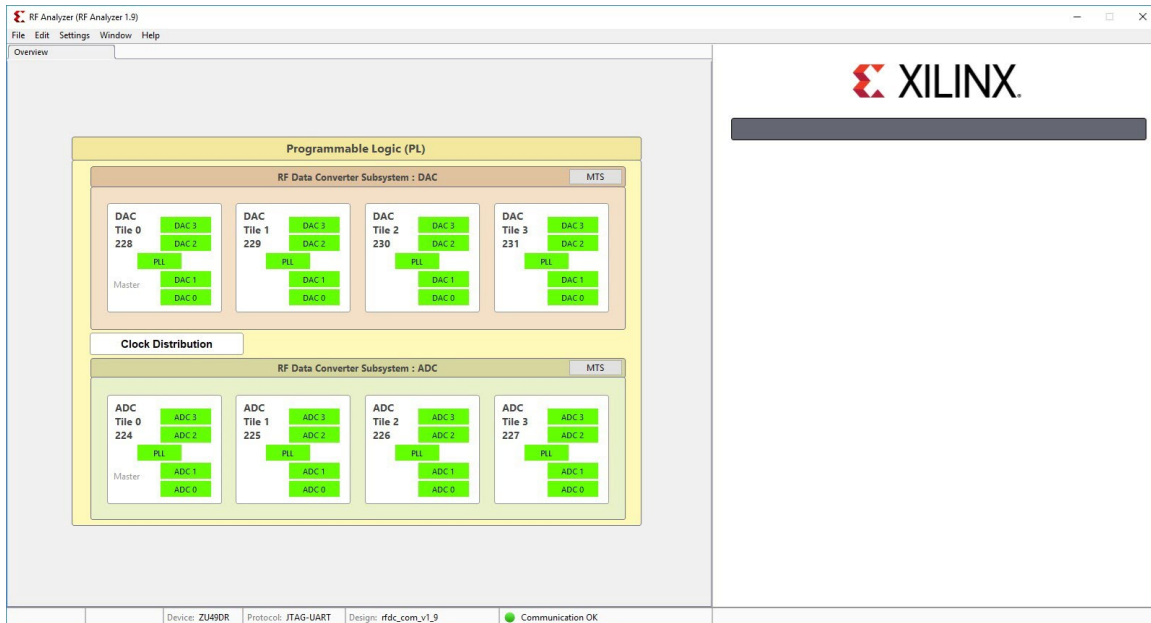 RF Analyzer (RF Analyzer 1.9)
File Edit Settings Window Help
Overview
XILINX
Programmable Logic (PL)
RF Data Converter Subsystem : DAC
MTS
DAC Tile 0 228
DAC 3
DAC 2
PLL
Master
DAC 1
DAC 0
DAC Tile 1 229
DAC 3
DAC 2
PLL
DAC 1
DAC 0
DAC Tile 2 230
DAC 3
DAC 2
PLL
DAC 1
DAC 0
DAC Tile 3 231
DAC 3
DAC 2
PLL
DAC 1
DAC 0
Clock Distribution
RF Data Converter Subsystem : ADC
MTS
ADC Tile 0 224
ADC 3
ADC 2
PLL
Master
ADC 1
ADC 0
ADC Tile 1 225
ADC 3
ADC 2
PLL
ADC 1
ADC 0
ADC Tile 2 226
ADC 3
ADC 2
PLL
ADC 1
ADC 0
ADC Tile 3 227
ADC 3
ADC 2
PLL
ADC 1
ADC 0
Device: ZU49DR Protocol: JTAG-UART Design: rfdc_com_v1_9 Communication OK